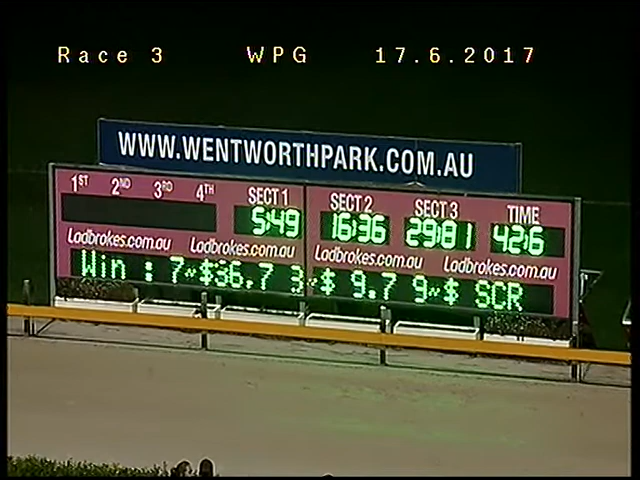 Race 3 WPG 17.6.2017
WWW.WENTWORTHPARK.COM.AU
1ST 2ND 3RD 4TH SECT 1 SECT 2 SECT 3 TIME
5:49 16:36 29:81 42:6
Ladbrokes.com.au Ladbrokes.com.au Ladbrokes.com.au Ladbrokes.com.au
Win : 7~$36.7 3~$ 9.7 9~$ SCR